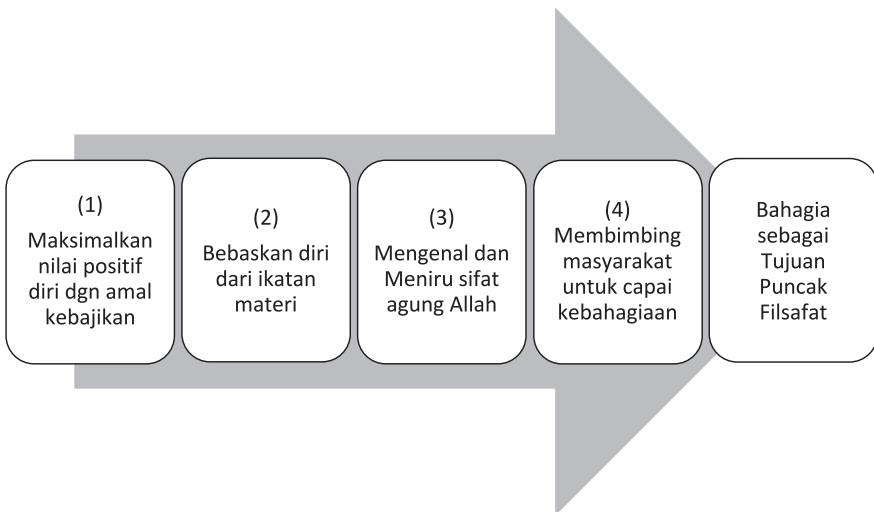 (1)
Maksimalkan
nilai positif
diri dgn amal
kebajikan
(2)
Bebaskan diri
dari ikatan
materi
(3)
Mengenal dan
Meniru sifat
agung Allah
(4)
Membimbing
masyarakat
untuk capai
kebahagiaan
Bahagia
sebagai
Tujuan
Puncak
Filsafat